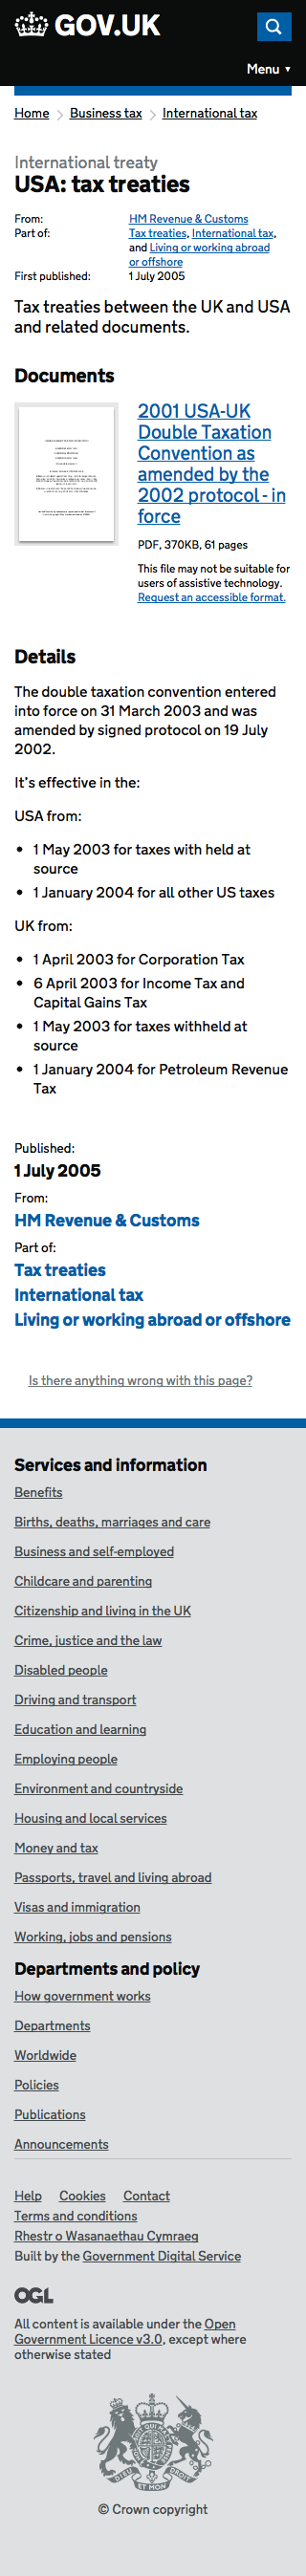 GOV.UK
Menu ▼
Home > Business tax > International tax
International treaty
USA: tax treaties
From: HM Revenue & Customs
Part of: Tax treaties, International tax,
and Living or working abroad
or offshore
First published: 1 July 2005
Tax treaties between the UK and USA
and related documents.
Documents
2001 USA-UK
Double Taxation
Convention as
amended by the
2002 protocol - in
force
PDF, 370KB, 61 pages
This file may not be suitable for
users of assistive technology.
Request an accessible format.
Details
The double taxation convention entered
into force on 31 March 2003 and was
amended by signed protocol on 19 July
2002.
It's effective in the:
USA from:
• 1 May 2003 for taxes with held at
source
• 1 January 2004 for all other US taxes
UK from:
• 1 April 2003 for Corporation Tax
• 6 April 2003 for Income Tax and
Capital Gains Tax
• 1 May 2003 for taxes withheld at
source
• 1 January 2004 for Petroleum Revenue
Tax
Published:
1 July 2005
From:
HM Revenue & Customs
Part of:
Tax treaties
International tax
Living or working abroad or offshore
Is there anything wrong with this page?
Services and information
Benefits
Births, deaths, marriages and care
Business and self-employed
Childcare and parenting
Citizenship and living in the UK
Crime, justice and the law
Disabled people
Driving and transport
Education and learning
Employing people
Environment and countryside
Housing and local services
Money and tax
Passports, travel and living abroad
Visas and immigration
Working, jobs and pensions
Departments and policy
How government works
Departments
Worldwide
Policies
Publications
Announcements
Help Cookies Contact
Terms and conditions
Rhestr o Wasanaethau Cymraeg
Built by the Government Digital Service
OGL
All content is available under the Open
Government Licence v3.0, except where
otherwise stated
DIEU ET MON DROIT
© Crown copyright